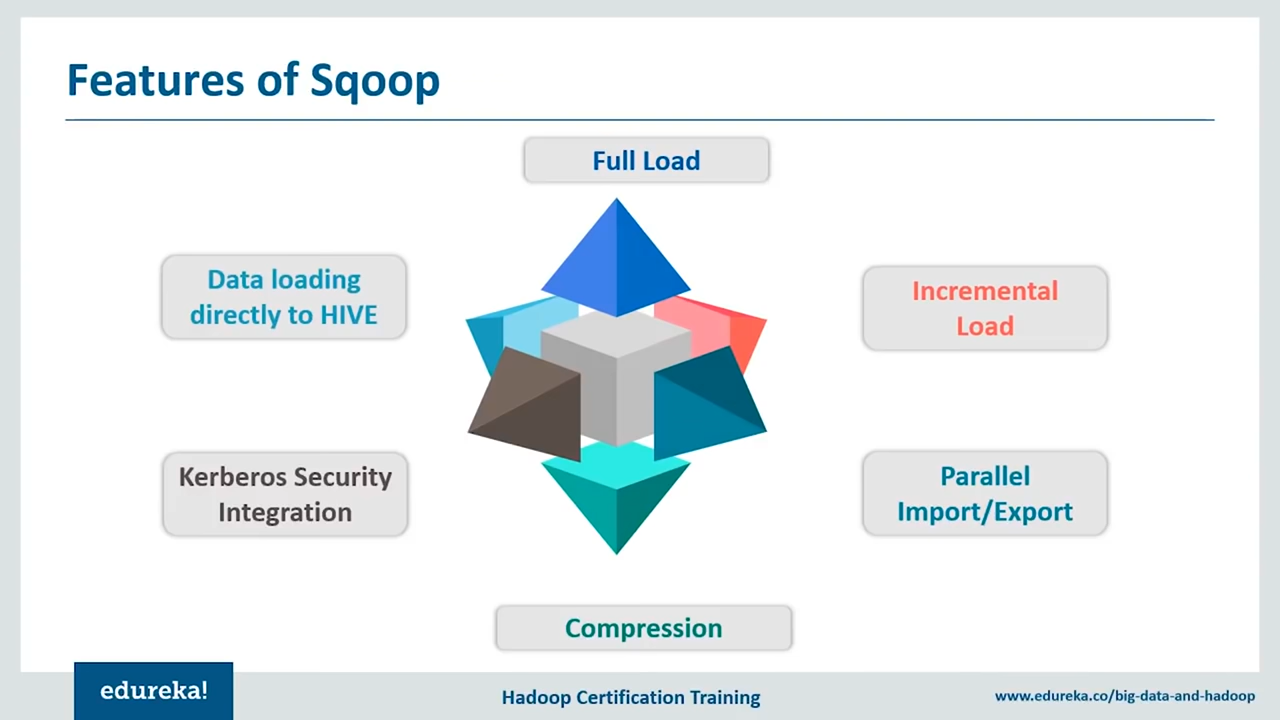 Features of Sqoop
Full Load
Data loading
directly to HIVE
Incremental
Load
Kerberos Security
Integration
Parallel
Import/Export
Compression
edureka!
Hadoop Certification Training
www.edureka.co/big-data-and-hadoop